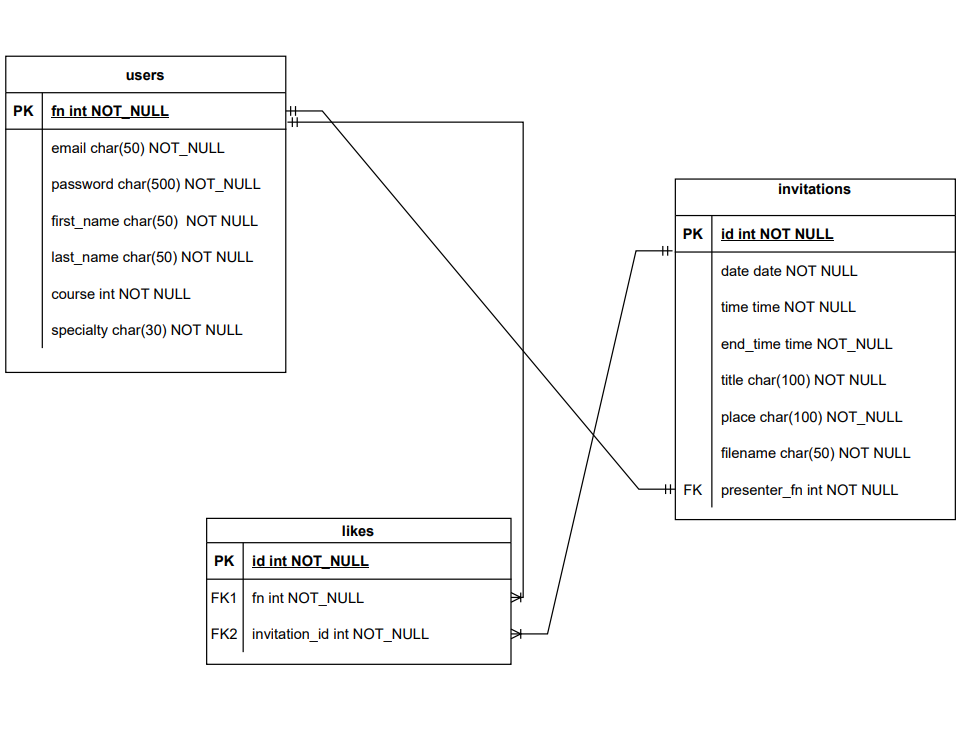 users
PK fn int NOT_NULL
email char(50) NOT_NULL
password char(500) NOT_NULL
first_name char(50)  NOT NULL
last_name char(50) NOT NULL
course int NOT NULL
specialty char(30) NOT NULL
invitations
PK id int NOT NULL
date date NOT NULL
time time NOT NULL
end_time time NOT_NULL
title char(100) NOT NULL
place char(100) NOT_NULL
filename char(50) NOT NULL
FK presenter_fn int NOT NULL
likes
PK id int NOT_NULL
FK1 fn int NOT_NULL
FK2 invitation_id int NOT_NULL